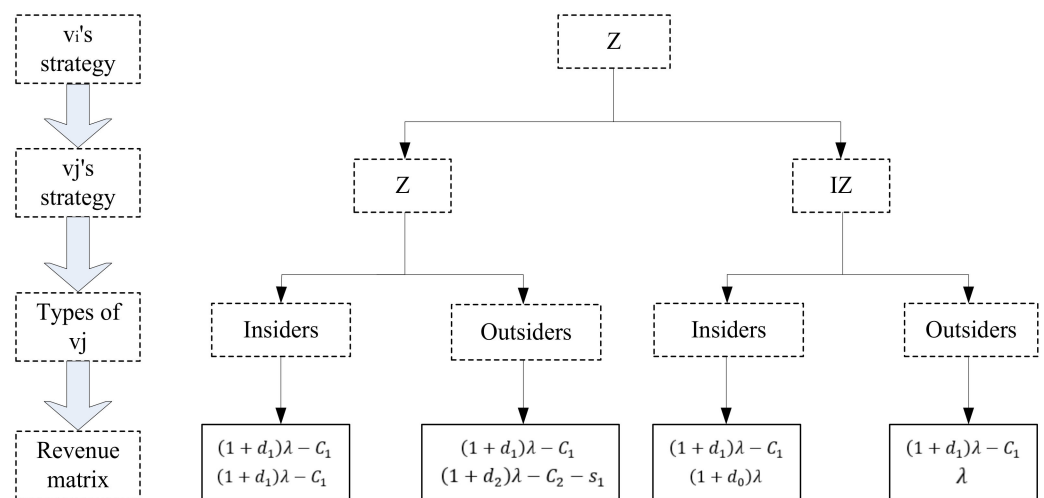 vi's
strategy
Z
vj's
strategy
Z
IZ
Types of
vj
Insiders
Outsiders
Insiders
Outsiders
Revenue
matrix
(1 + d₁)λ − C₁
(1 + d₁)λ − C₁
(1 + d₁)λ − C₁
(1 + d₂)λ − C₂ − s₁
(1 + d₁)λ − C₁
(1 + d₀)λ
(1 + d₁)λ − C₁
λ